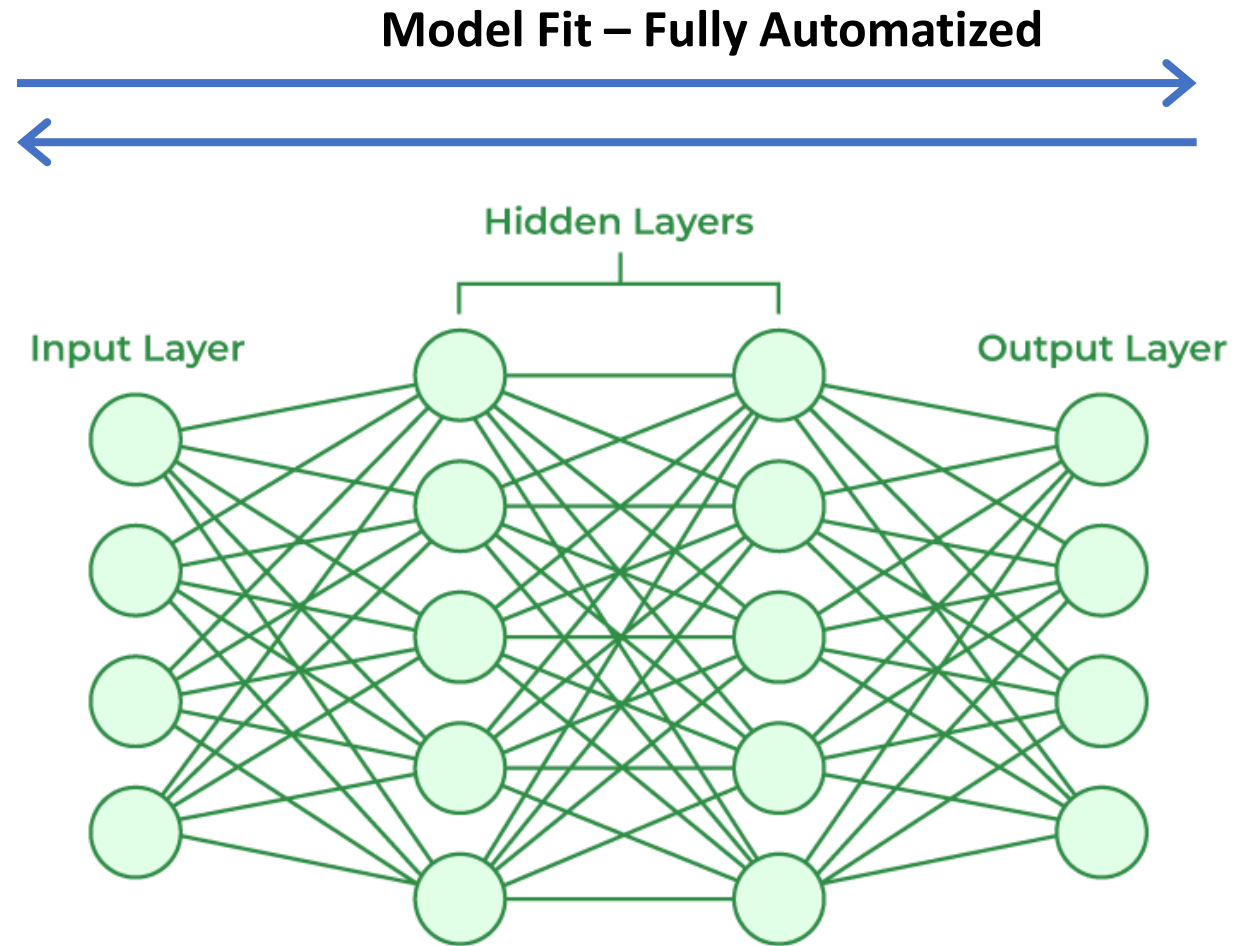 Model Fit – Fully Automatized
Hidden Layers
Input Layer
Output Layer